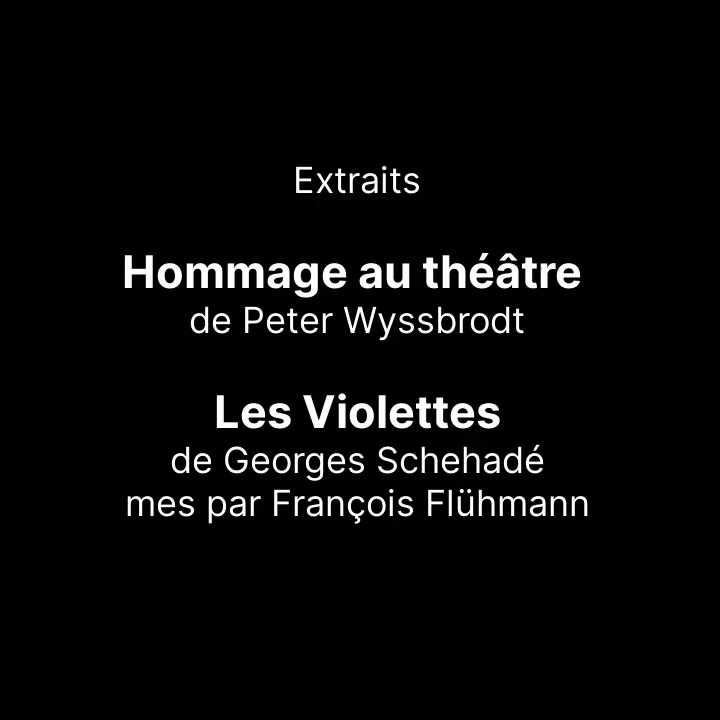 Extraits
Hommage au théâtre
de Peter Wyssbrodt
Les Violettes
de Georges Schehadé
mes par François Flühmann